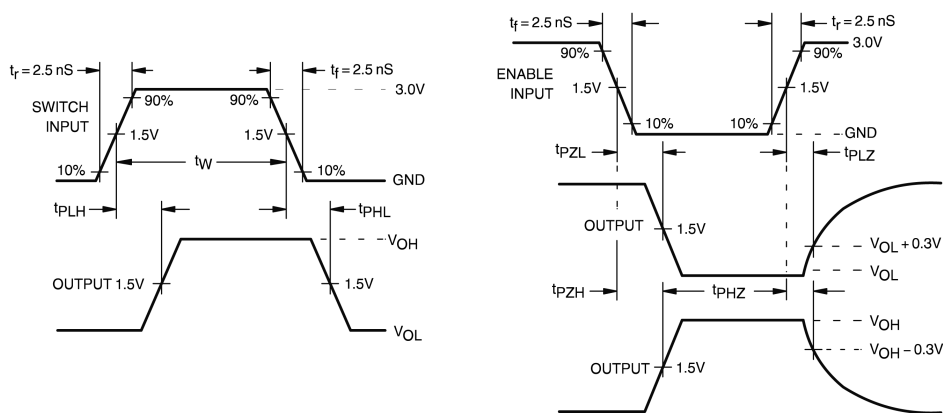 tr = 2.5 nS
tf = 2.5 nS
90%
90%
3.0V
SWITCH
INPUT
1.5V
1.5V
10%
tW
10%
GND
tPLH
tPHL
VOH
OUTPUT 1.5V
1.5V
VOL
tf = 2.5 nS
tr = 2.5 nS
3.0V
90%
90%
ENABLE
INPUT
1.5V
1.5V
10%
10%
GND
tPZL
tPLZ
OUTPUT
1.5V
VOL + 0.3V
VOL
tPZH
tPHZ
VOH
VOH – 0.3V
OUTPUT
1.5V